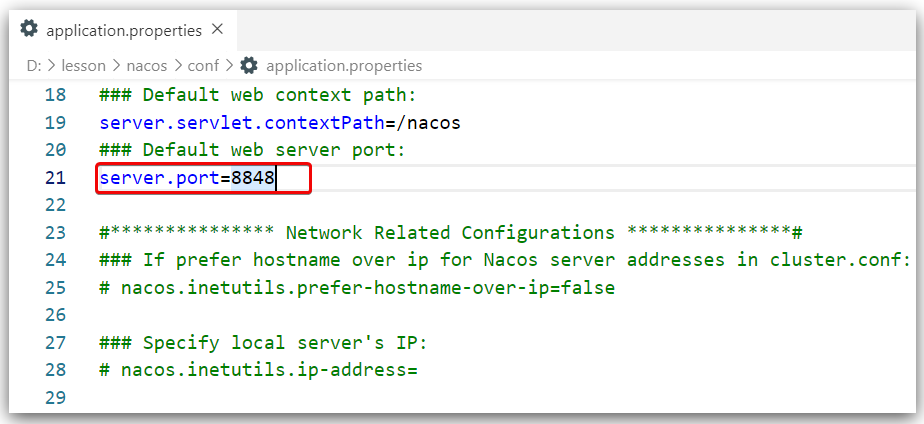 application.properties
D: > lesson > nacos > conf > application.properties
18 ### Default web context path:
19 server.servlet.contextPath=/nacos
20 ### Default web server port:
21 server.port=8848
22
23 #*************** Network Related Configurations ***************#
24 ### If prefer hostname over ip for Nacos server addresses in cluster.conf:
25 # nacos.inetutils.prefer-hostname-over-ip=false
26
27 ### Specify local server's IP:
28 # nacos.inetutils.ip-address=
29